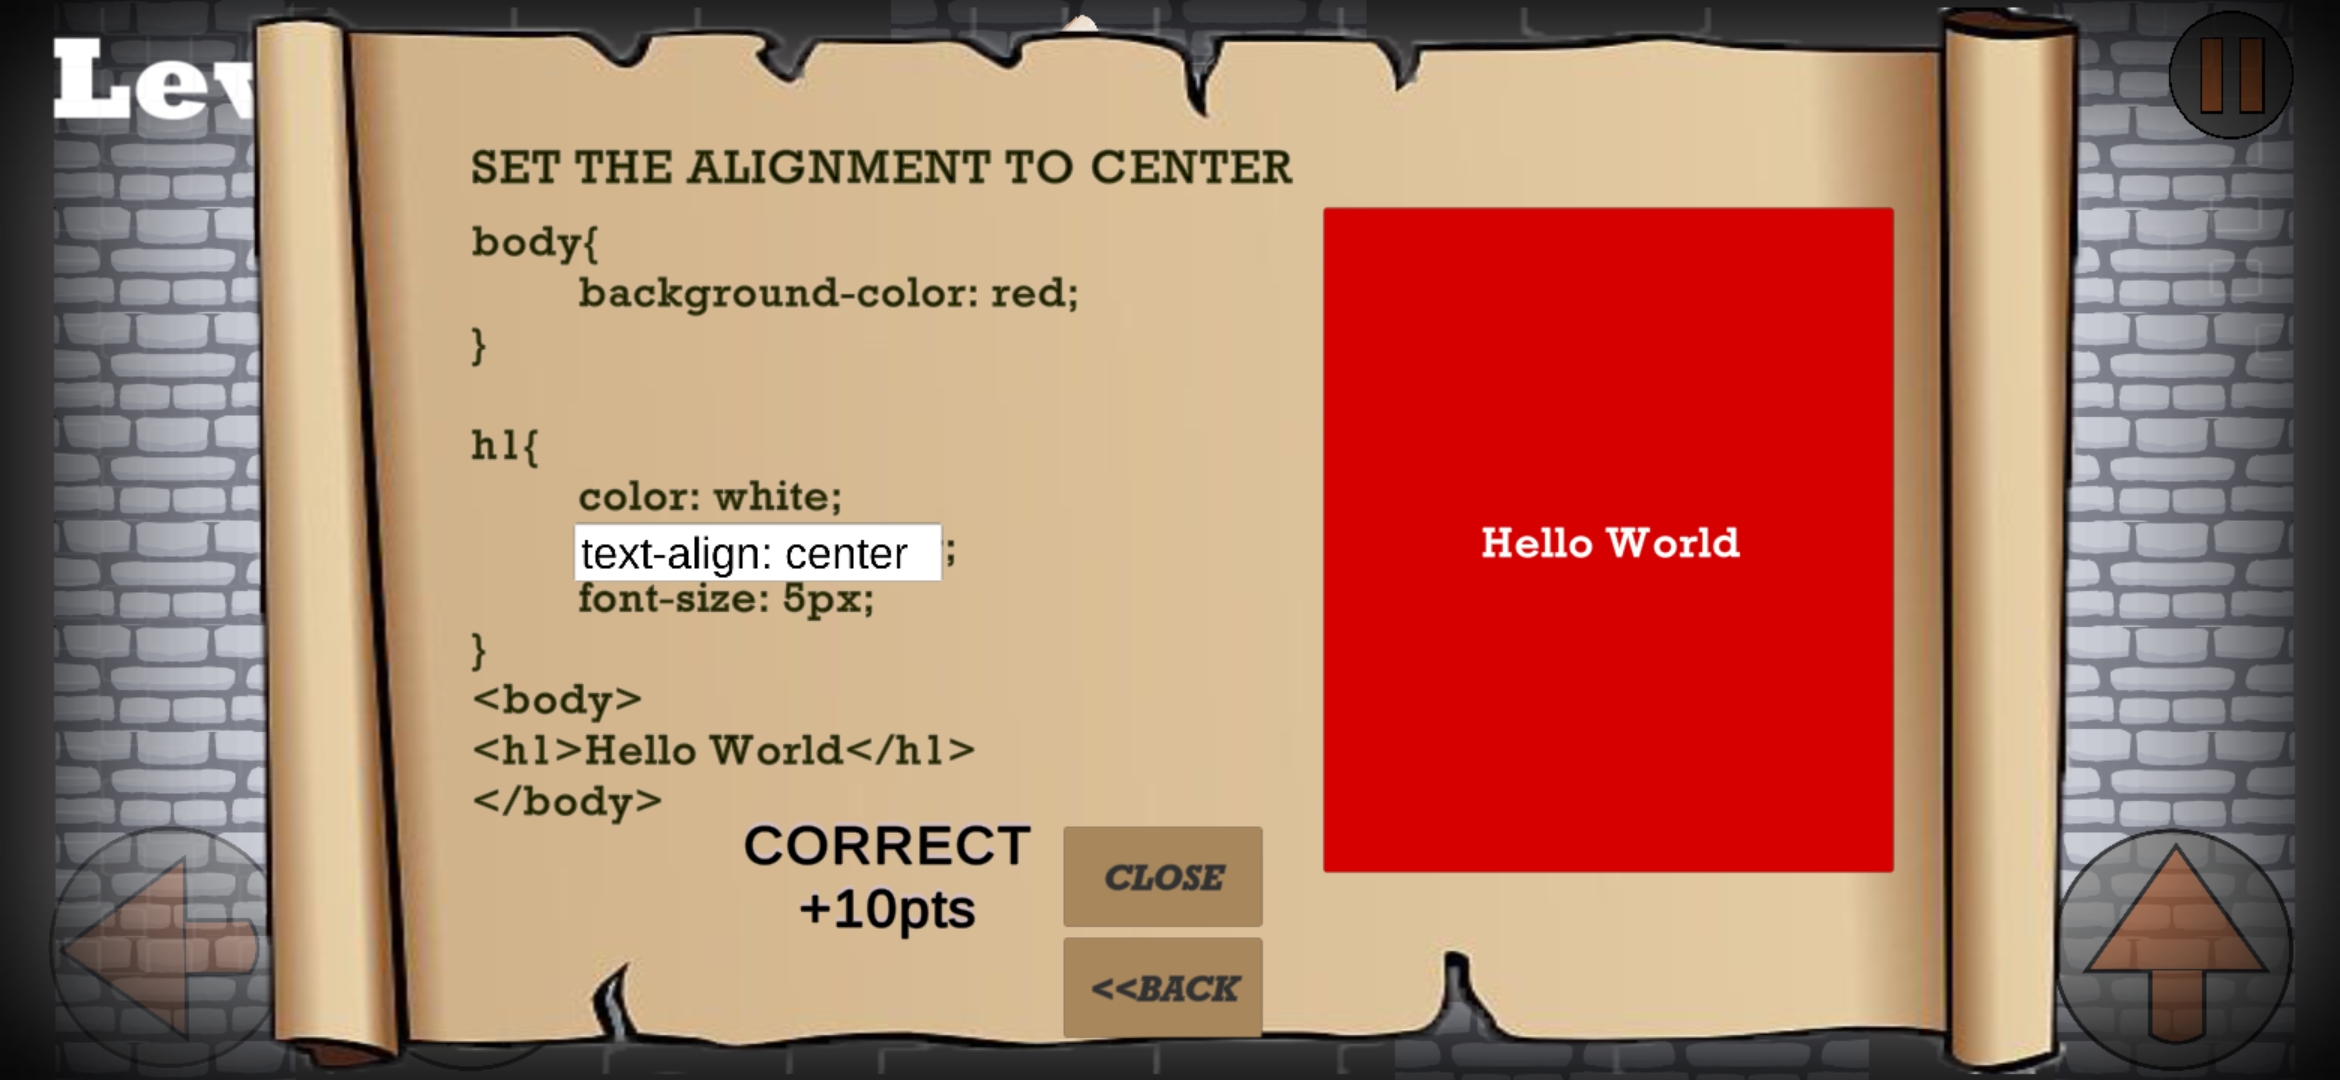 SET THE ALIGNMENT TO CENTER
body{
background-color: red;
}
h1{
color: white;
text-align: center;
font-size: 5px;
}
<body>
<h1>Hello World</h1>
</body>
Hello World
CORRECT
+10pts
CLOSE
<<BACK